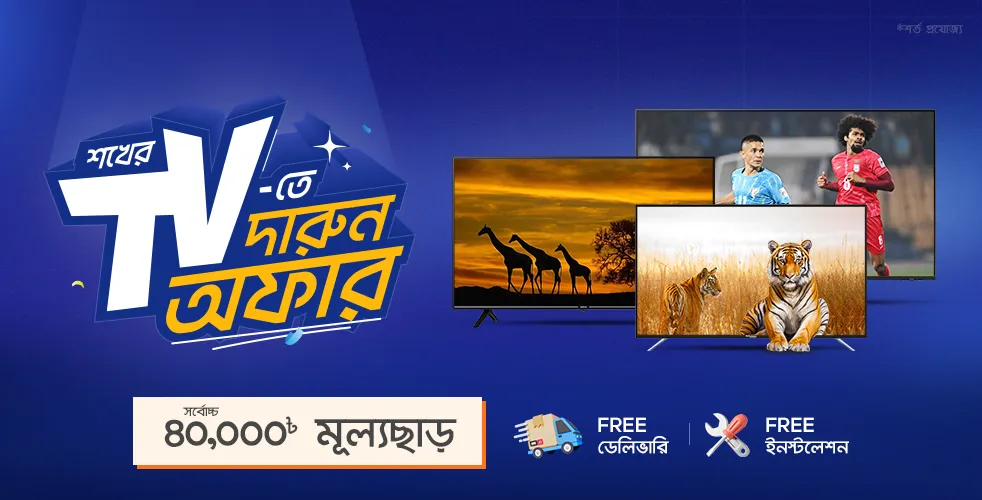 *শর্ত প্রযোজ্য
শখের
TV-তে
দারুন
অফার
সর্বোচ্চ
৪০,০০০৳ মূল্যছাড়
FREE
ডেলিভারি
FREE
ইনস্টলেশন